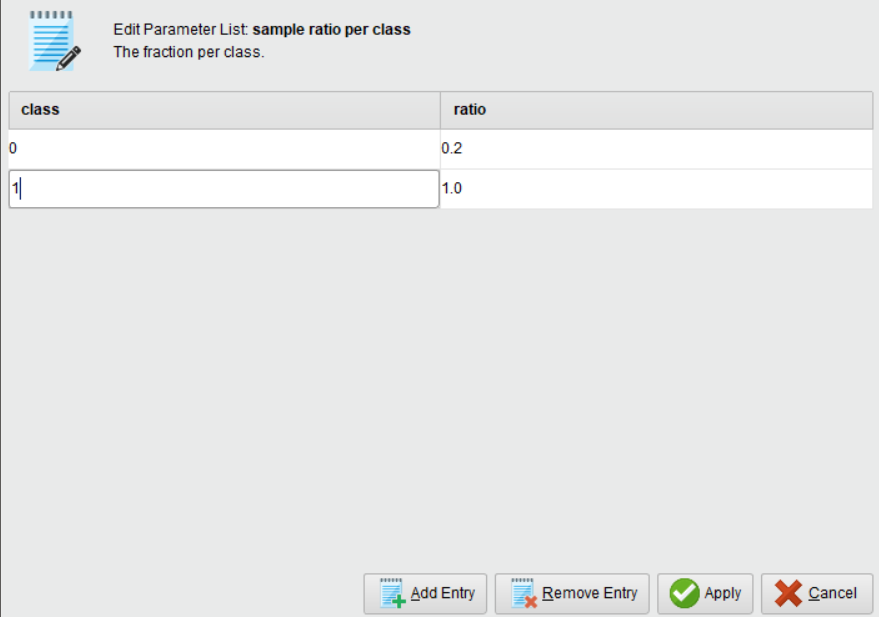 Edit Parameter List: sample ratio per class
The fraction per class.
class ratio
0 0.2
1 1.0
Add Entry Remove Entry Apply Cancel